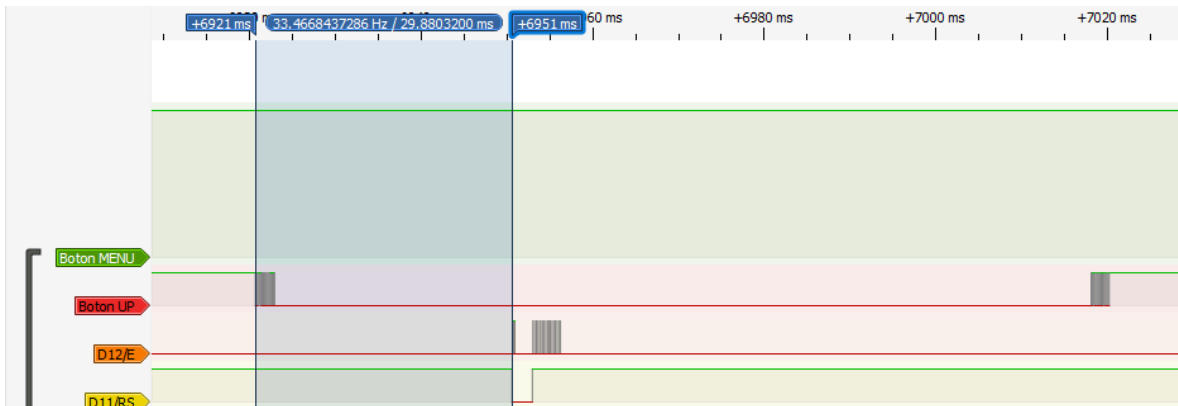 +6921 ms 33.4668437286 Hz / 29.8803200 ms +6951 ms 60 ms +6980 ms +7000 ms +7020 ms
Boton MENU
Boton UP
D12/E
D11/RS